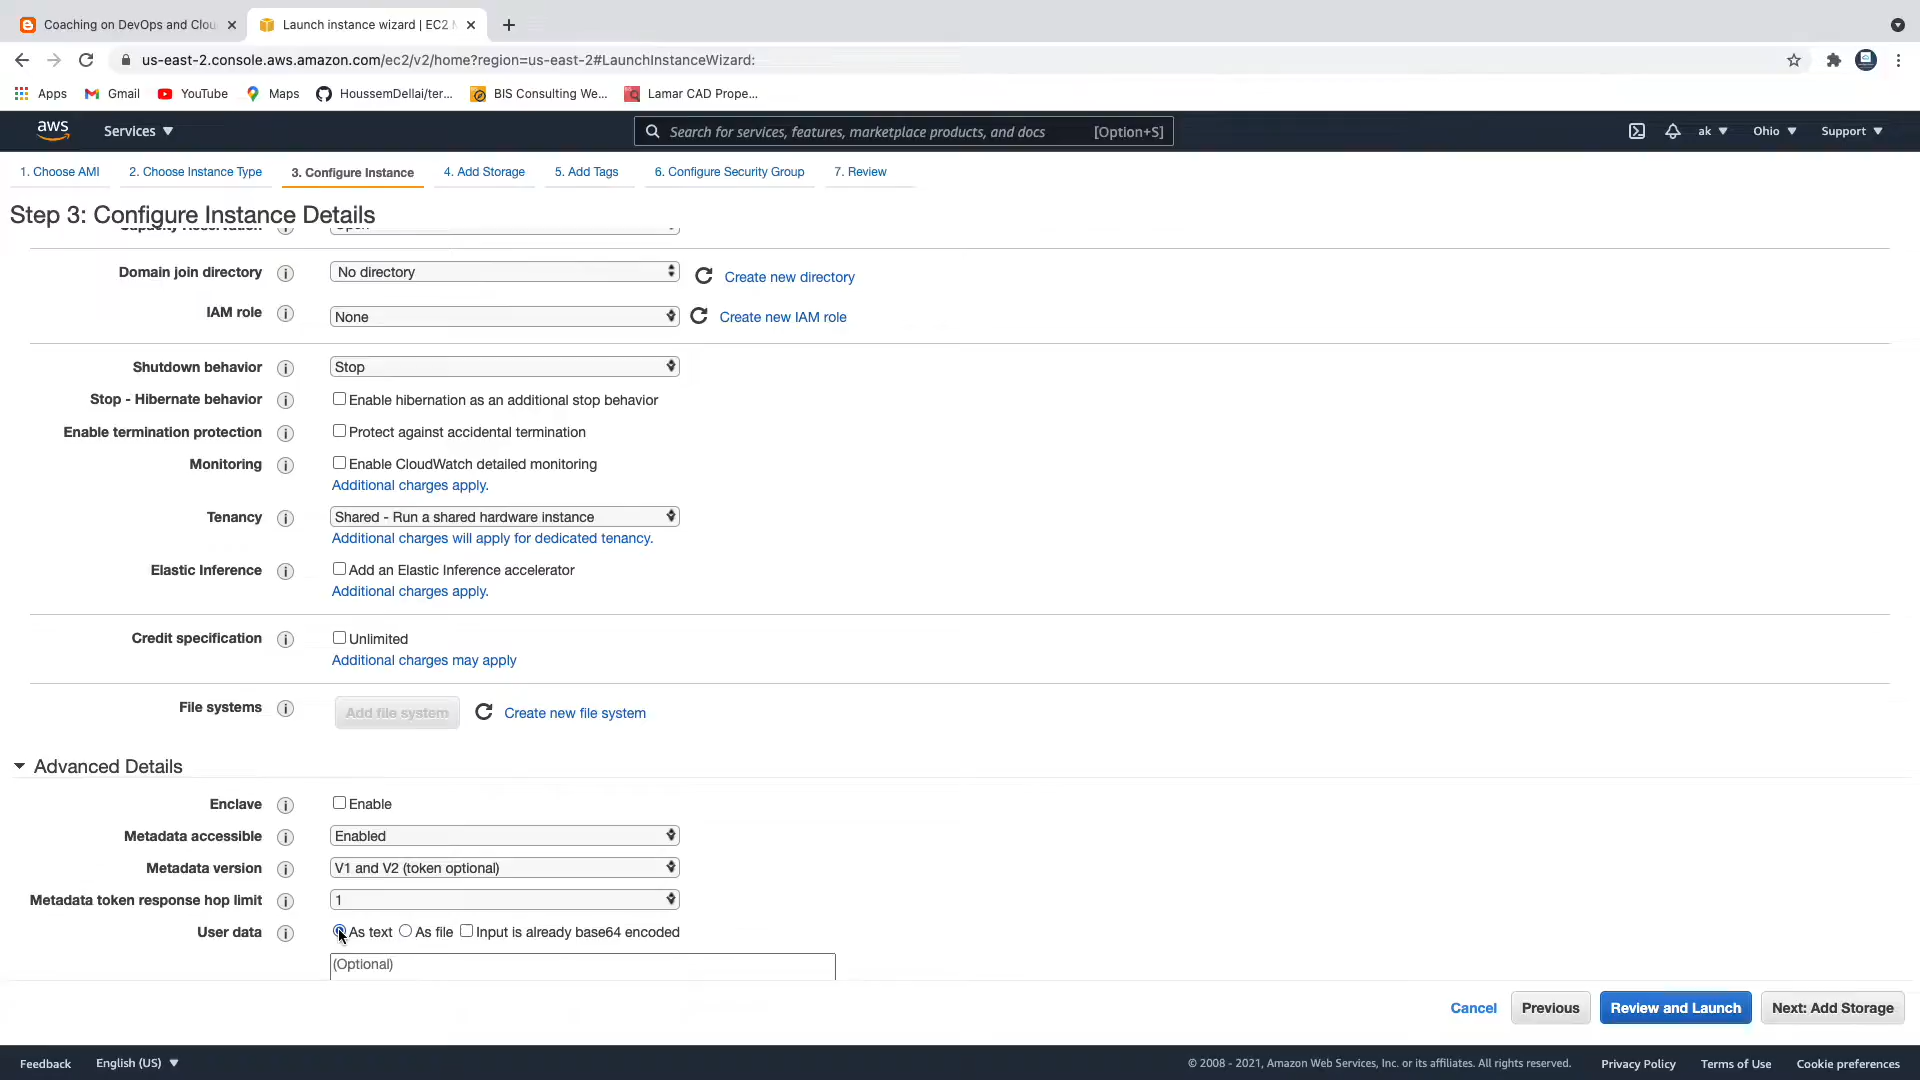 Coaching on DevOps and Clou
Launch instance wizard | EC2 M
us-east-2.console.aws.amazon.com/ec2/v2/home?region=us-east-2#LaunchInstanceWizard:
Apps
Gmail
YouTube
Maps
HoussemDellai/ter...
BIS Consulting We...
Lamar CAD Prope...
aws
Services
Search for services, features, marketplace products, and docs
[Option+S]
ak
Ohio
Support
1. Choose AMI
2. Choose Instance Type
3. Configure Instance
4. Add Storage
5. Add Tags
6. Configure Security Group
7. Review
Step 3: Configure Instance Details
Capacity Reservation
Open
Domain join directory
No directory
Create new directory
IAM role
None
Create new IAM role
Shutdown behavior
Stop
Stop - Hibernate behavior
Enable hibernation as an additional stop behavior
Enable termination protection
Protect against accidental termination
Monitoring
Enable CloudWatch detailed monitoring
Additional charges apply.
Tenancy
Shared - Run a shared hardware instance
Additional charges will apply for dedicated tenancy.
Elastic Inference
Add an Elastic Inference accelerator
Additional charges apply.
Credit specification
Unlimited
Additional charges may apply
File systems
Add file system
Create new file system
Advanced Details
Enclave
Enable
Metadata accessible
Enabled
Metadata version
V1 and V2 (token optional)
Metadata token response hop limit
1
User data
As text
As file
Input is already base64 encoded
(Optional)
Cancel
Previous
Review and Launch
Next: Add Storage
Feedback
English (US)
© 2008 - 2021, Amazon Web Services, Inc. or its affiliates. All rights reserved.
Privacy Policy
Terms of Use
Cookie preferences